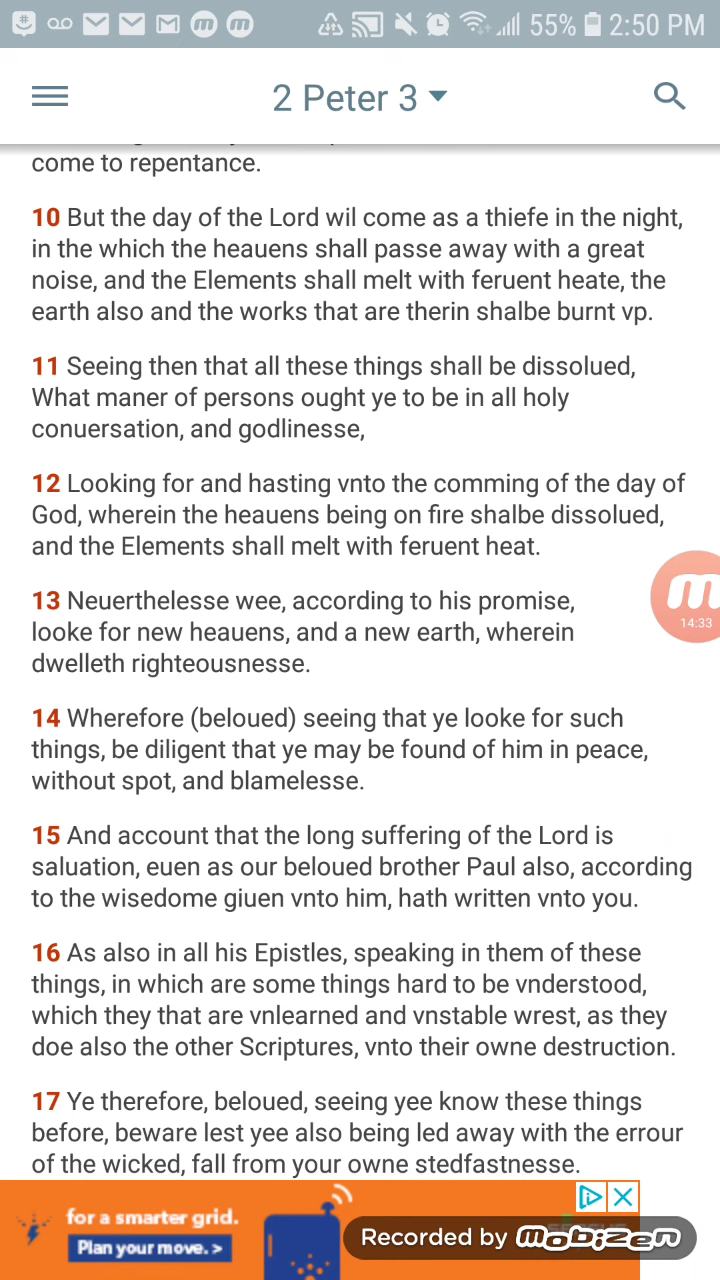 55% 2:50 PM
2 Peter 3
come to repentance.
10 But the day of the Lord wil come as a thiefe in the night,
in the which the heauens shall passe away with a great
noise, and the Elements shall melt with feruent heate, the
earth also and the works that are therin shalbe burnt vp.
11 Seeing then that all these things shall be dissolued,
What maner of persons ought ye to be in all holy
conuersation, and godlinesse,
12 Looking for and hasting vnto the comming of the day of
God, wherein the heauens being on fire shalbe dissolued,
and the Elements shall melt with feruent heat.
13 Neuerthelesse wee, according to his promise,
looke for new heauens, and a new earth, wherein
dwelleth righteousnesse.
14:33
14 Wherefore (beloued) seeing that ye looke for such
things, be diligent that ye may be found of him in peace,
without spot, and blamelesse.
15 And account that the long suffering of the Lord is
saluation, euen as our beloued brother Paul also, according
to the wisedome giuen vnto him, hath written vnto you.
16 As also in all his Epistles, speaking in them of these
things, in which are some things hard to be vnderstood,
which they that are vnlearned and vnstable wrest, as they
doe also the other Scriptures, vnto their owne destruction.
17 Ye therefore, beloued, seeing yee know these things
before, beware lest yee also being led away with the errour
of the wicked, fall from your owne stedfastnesse.
for a smarter grid.
Plan your move. >
Recorded by mobizen